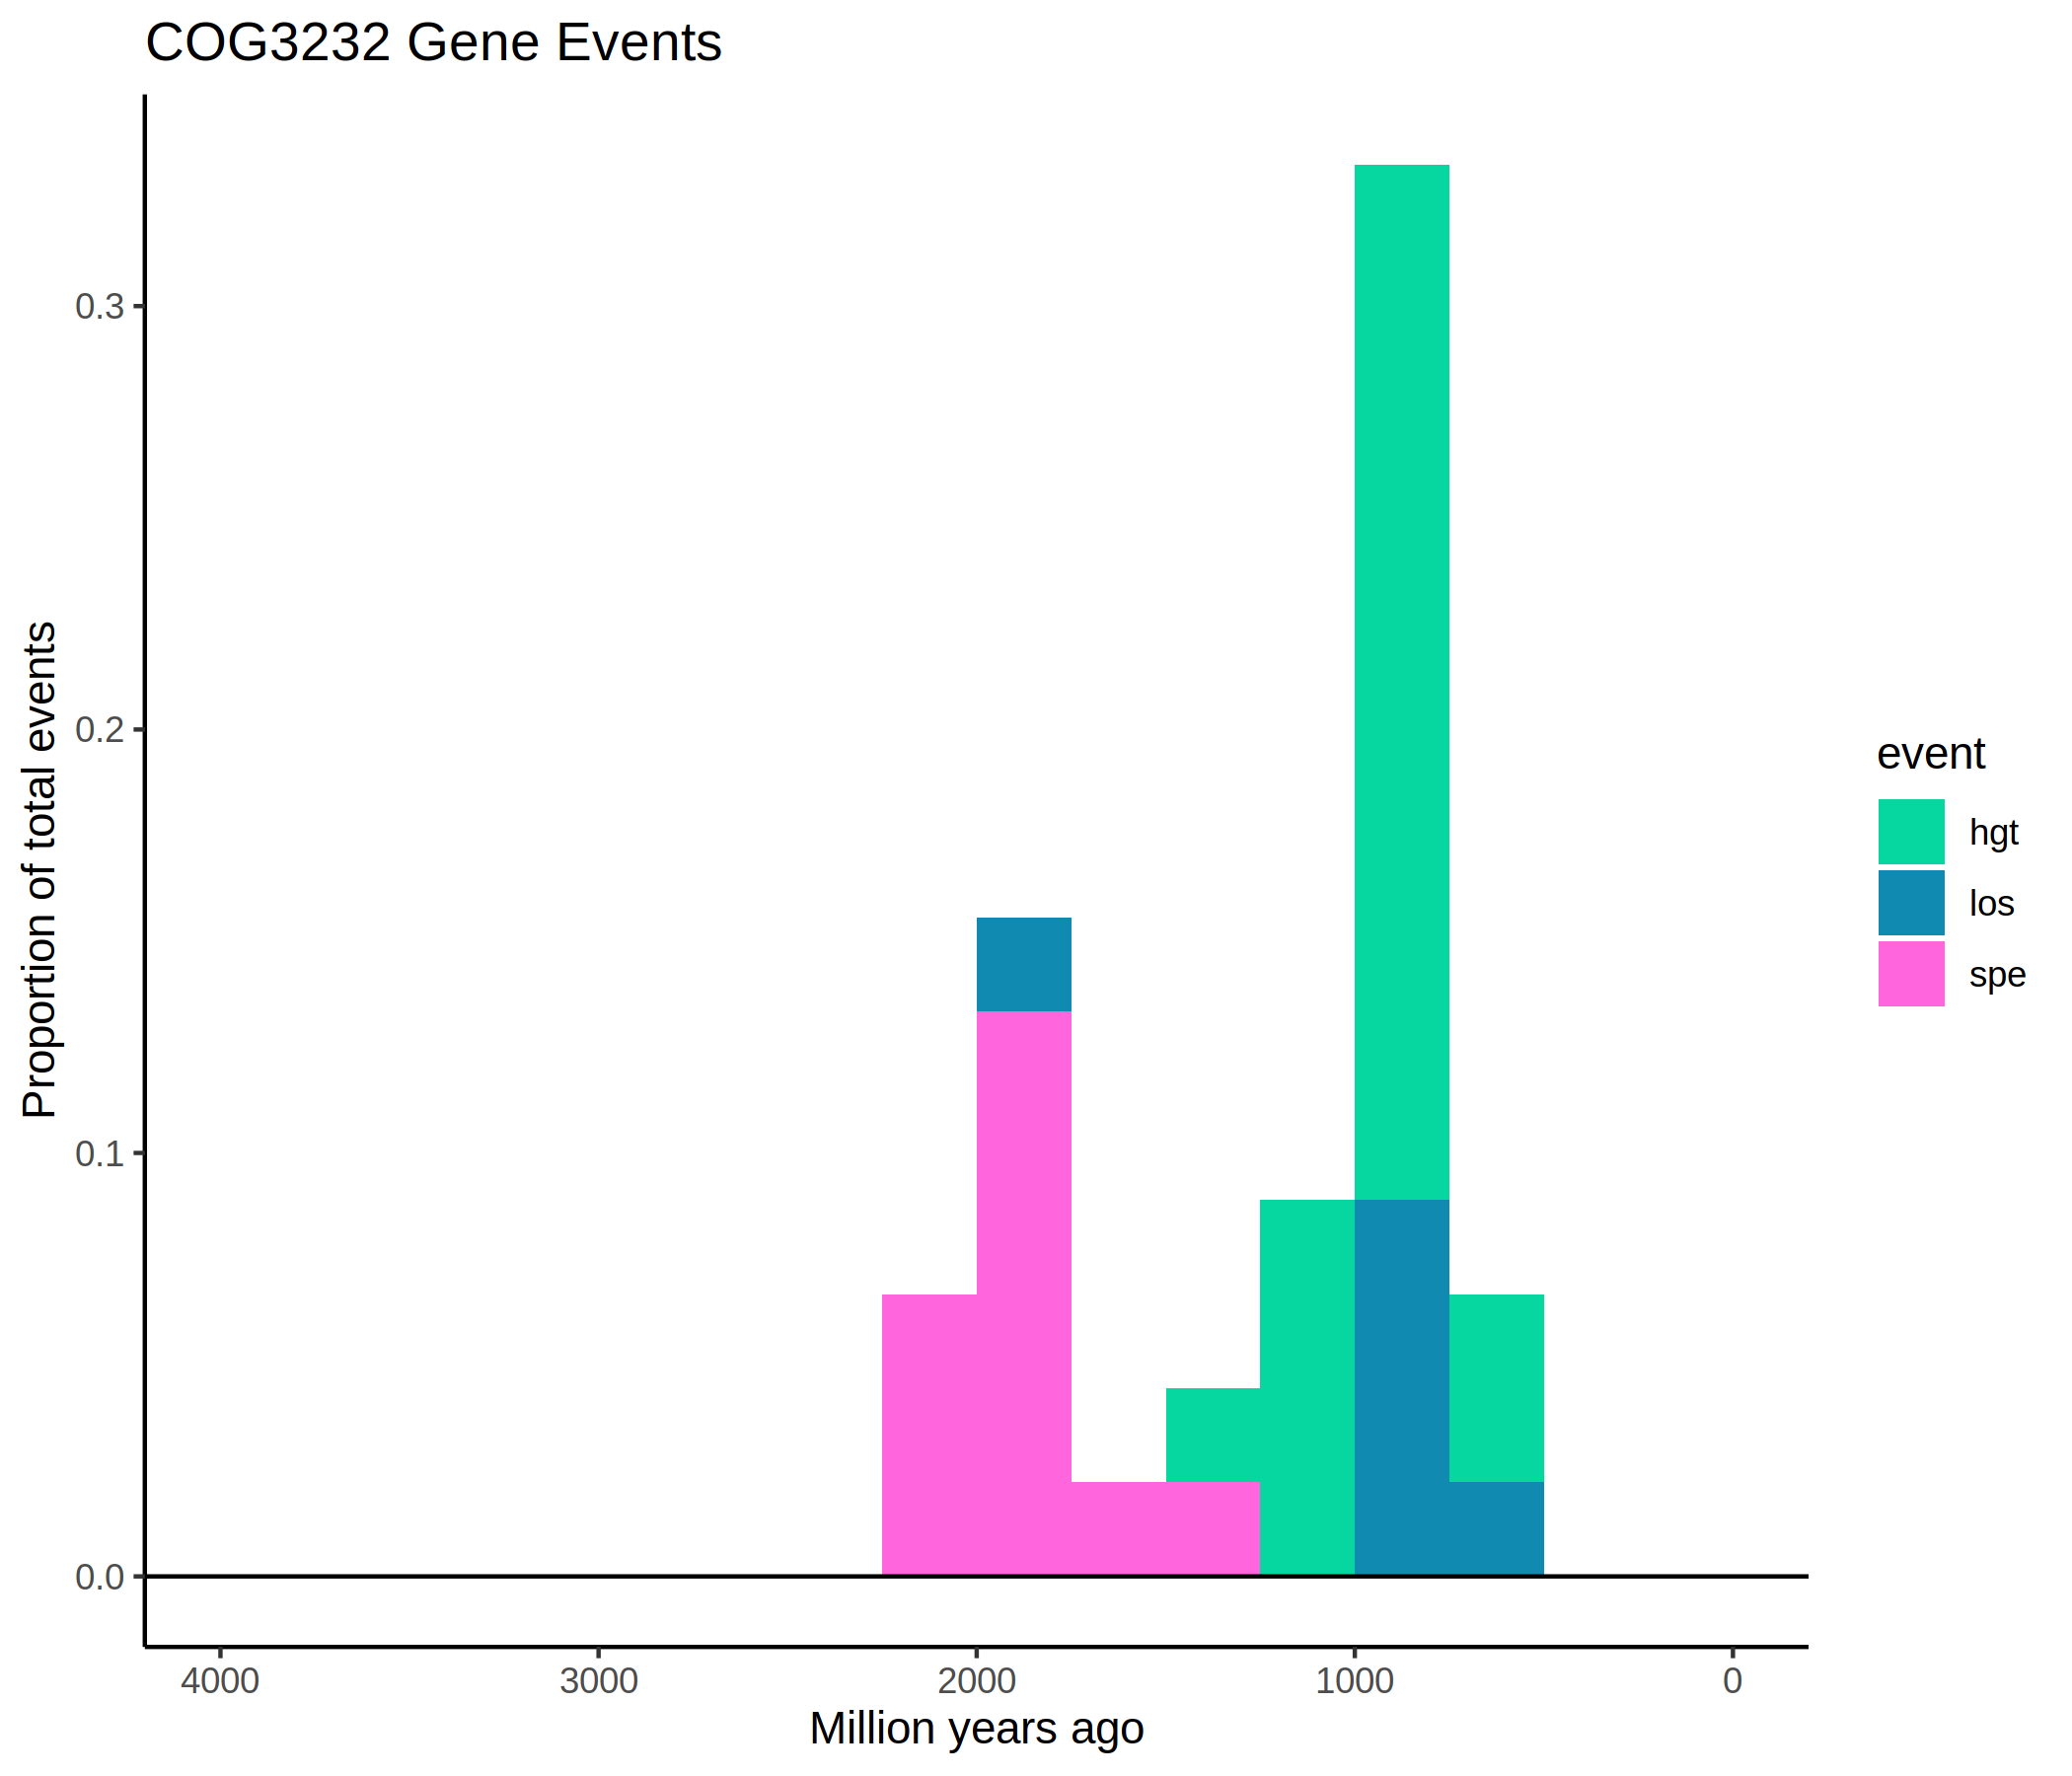 COG3232 Gene Events
Proportion of total events
0.3
0.2
0.1
0.0
4000 3000 2000 1000 0
Million years ago
event
hgt
los
spe